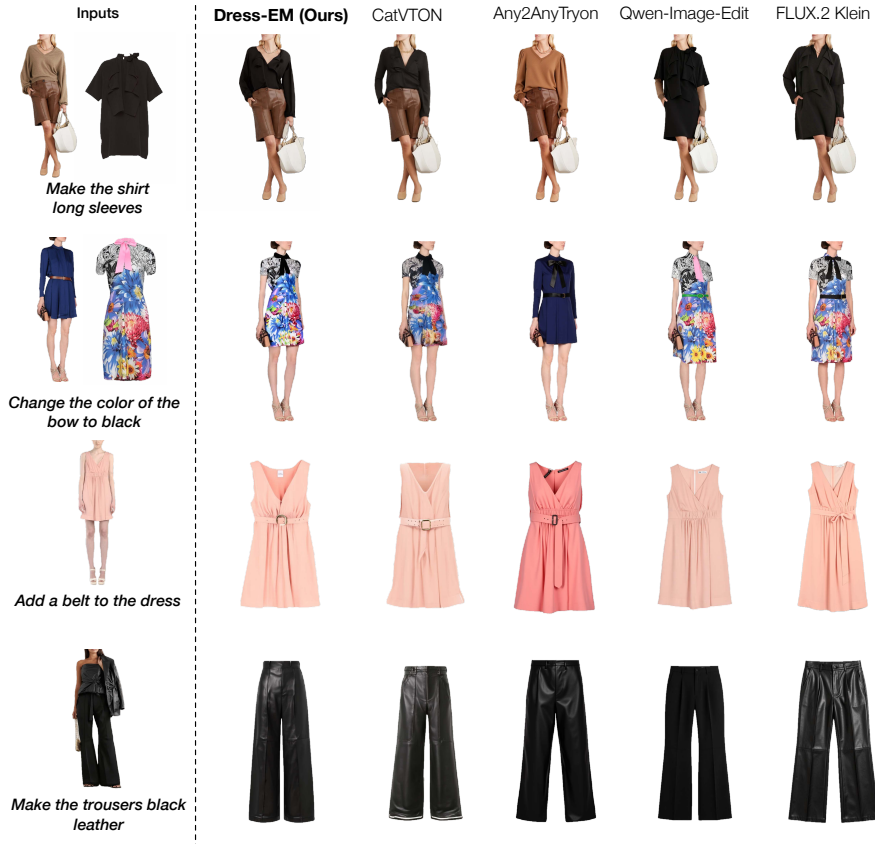 Inputs
Dress-EM (Ours)
CatVTON
Any2AnyTryon
Qwen-Image-Edit
FLUX.2 Klein
Make the shirt
long sleeves
Change the color of the
bow to black
Add a belt to the dress
Make the trousers black
leather